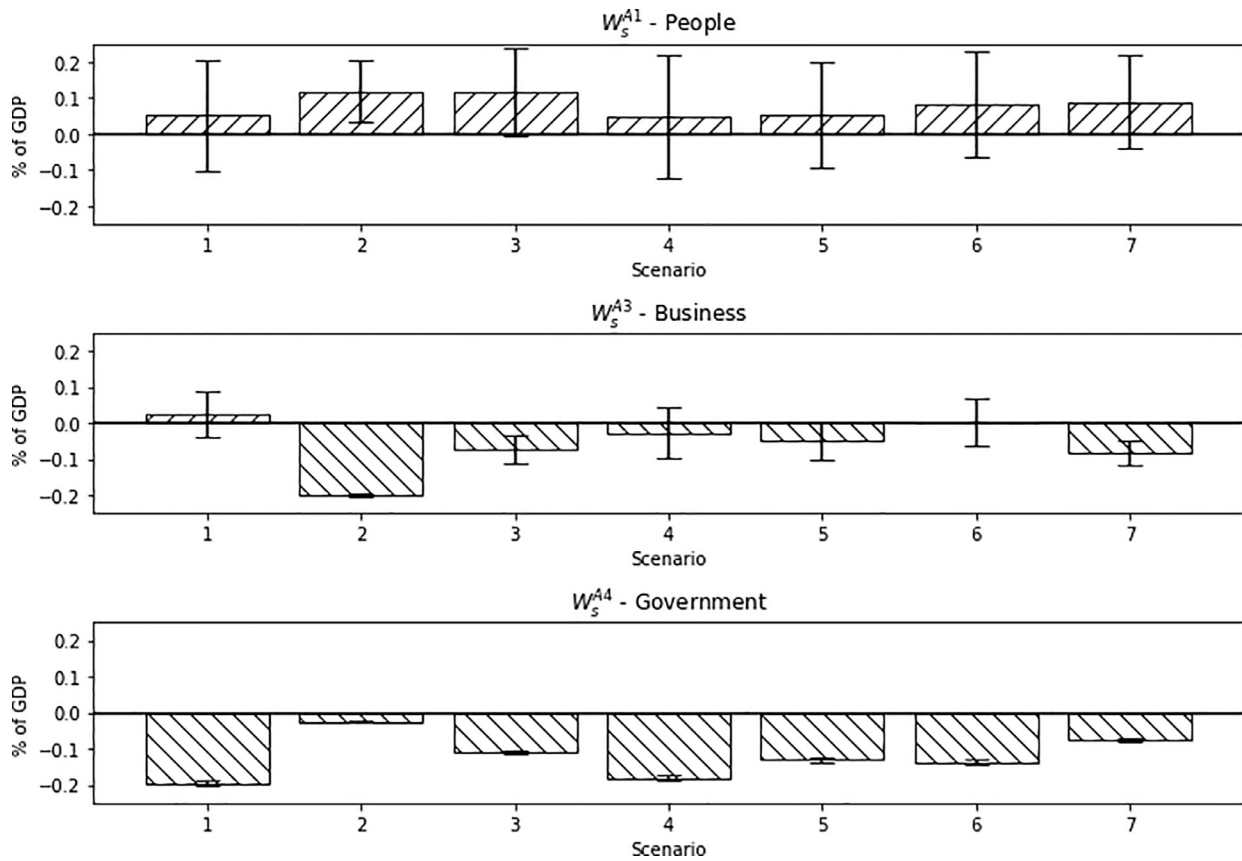 W_s^{A1} - People
% of GDP
0.2
0.1
0.0
−0.1
−0.2
1 2 3 4 5 6 7
Scenario
W_s^{A3} - Business
% of GDP
0.2
0.1
0.0
−0.1
−0.2
1 2 3 4 5 6 7
Scenario
W_s^{A4} - Government
% of GDP
0.2
0.1
0.0
−0.1
−0.2
1 2 3 4 5 6 7
Scenario